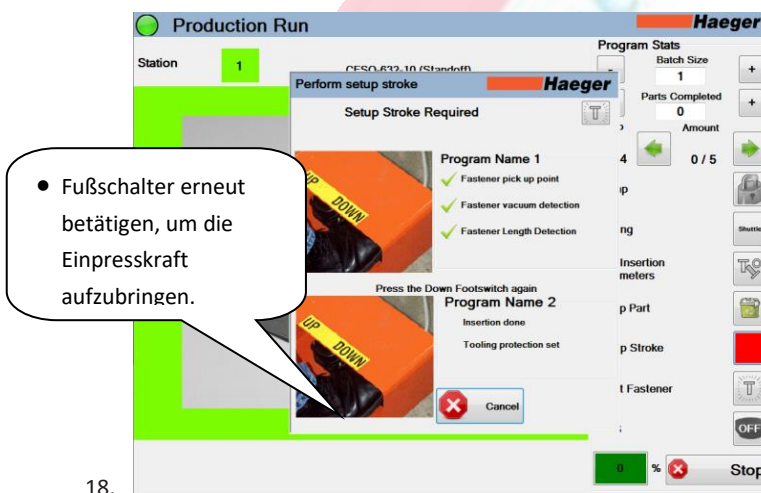 Production Run
Haeger
Station
1
CFSO-632-10 (Standoff)
Program Stats
Batch Size
-
1
+
Parts Completed
0
+
Amount
4
0 / 5
Perform setup stroke
Haeger
Setup Stroke Required
T
Program Name 1
UP DOWN
Fastener pick up point
Fastener vacuum detection
Fastener Length Detection
Press the Down Footswitch again
Program Name 2
UP DOWN
Insertion done
Tooling protection set
Cancel
• Fußschalter erneut
betätigen, um die
Einpresskraft
aufzubringen.
Shuttle
Insertion
p Part
p Stroke
t Fastener
T
OFF
0 %
Stop
18.